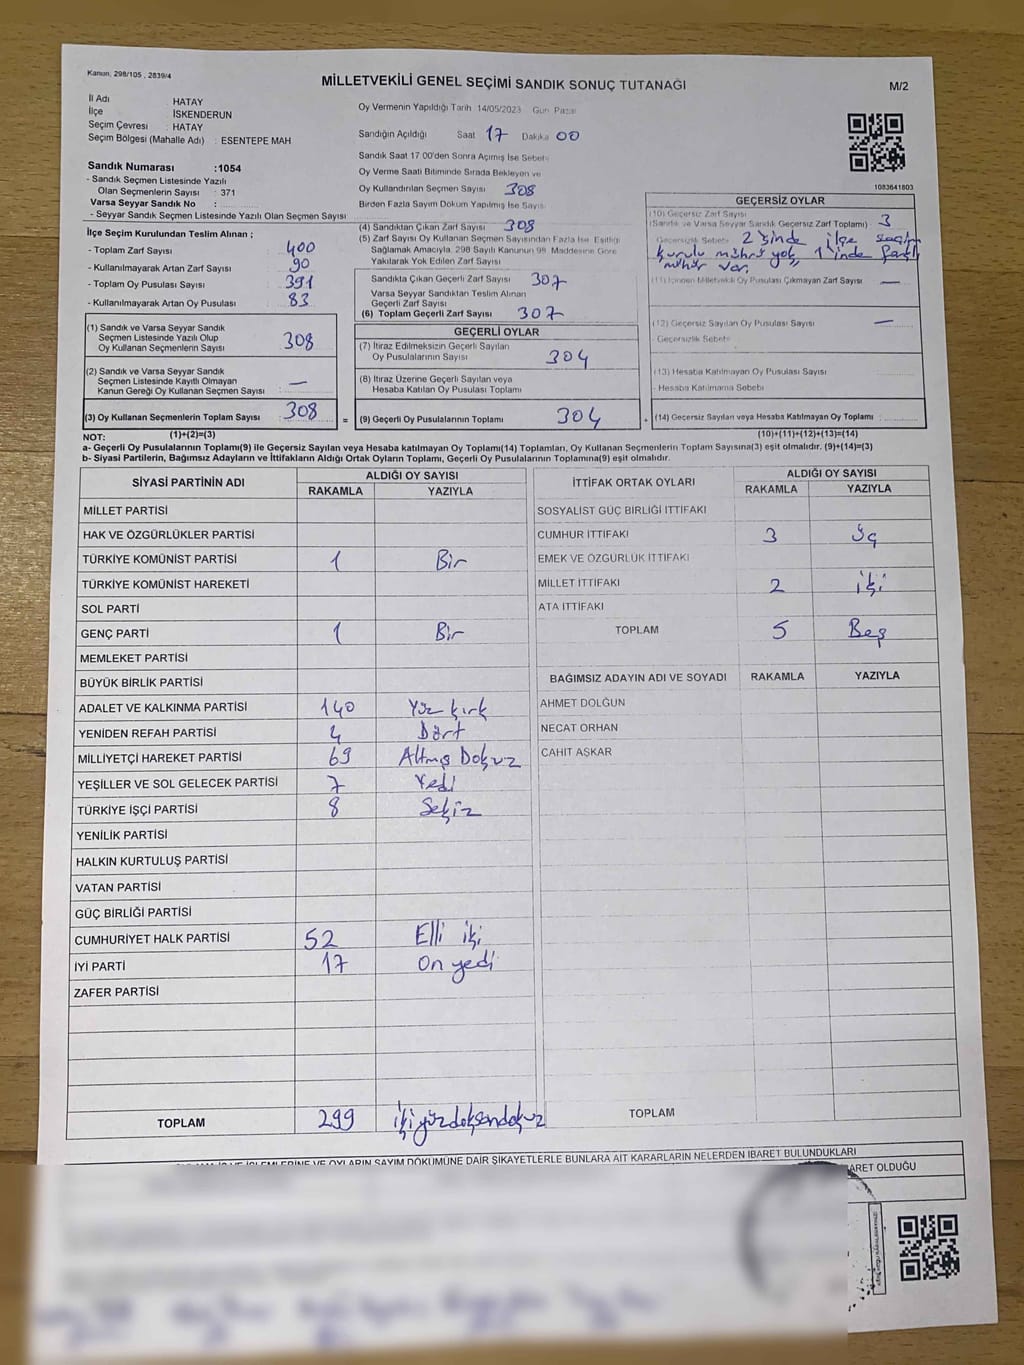 Kanun, 298/105 , 2839/4
MİLLETVEKİLİ GENEL SEÇİMİ SANDIK SONUÇ TUTANAĞI
M/2
İl Adı HATAY
İlçe İSKENDERUN
Seçim Çevresi : HATAY
Seçim Bölgesi (Mahalle Adı) : ESENTEPE MAH
Sandık Numarası :1054
- Sandık Seçmen Listesinde Yazılı
Olan Seçmenlerin Sayısı : 371
Varsa Seyyar Sandık No :
- Seyyar Sandık Seçmen Listesinde Yazılı Olan Seçmen Sayısı
İlçe Seçim Kurulundan Teslim Alınan ;
- Toplam Zarf Sayısı 400
- Kullanılmayarak Artan Zarf Sayısı 90
- Toplam Oy Pusulası Sayısı 391
- Kullanılmayarak Artan Oy Pusulası 83
(1) Sandık ve Varsa Seyyar Sandık
Seçmen Listesinde Yazılı Olup
Oy Kullanan Seçmenlerin Sayısı 308
(2) Sandık ve Varsa Seyyar Sandık
Seçmen Listesinde Kayıtlı Olmayan
Kanun Gereği Oy Kullanan Seçmen Sayısı —
(3) Oy Kullanan Seçmenlerin Toplam Sayısı 308
Oy Vermenin Yapıldığı Tarih 14/05/2023 Gün Pazar
Sandığın Açıldığı Saat 17 Dakika 00
Sandık Saat 17 00'den Sonra Açımış İse Sebebi
Oy Verme Saati Bitiminde Sırada Bekleyen ve
Oy Kullandırılan Seçmen Sayısı 308
Birden Fazla Sayım Döküm Yapılmış İse Sayısı
(4) Sandıktan Çıkan Zarf Sayısı 308
(5) Zarf Sayısı Oy Kullanan Seçmen Sayısından Fazla İse, Eşitliği
Sağlamak Amacıyla, 298 Sayılı Kanunun 98. Maddesine Göre
Yakılarak Yok Edilen Zarf Sayısı
Sandıkta Çıkan Geçerli Zarf Sayısı 307
Varsa Seyyar Sandıktan Teslim Alınan
Geçerli Zarf Sayısı
(6) Toplam Geçerli Zarf Sayısı 307
GEÇERLİ OYLAR
(7) İtiraz Edilmeksizin Geçerli Sayılan
Oy Pusulalarının Sayısı 304
(8) İtiraz Üzerine Geçerli Sayılan veya
Hesaba Katılan Oy Pusulası Toplamı
= (9) Geçerli Oy Pusulalarının Toplamı 304
1083641803
GEÇERSİZ OYLAR
(10) Geçersiz Zarf Sayısı
(Sandık ve Varsa Seyyar Sandık Geçersiz Zarf Toplamı) 3
Geçersizlik Sebebi 2'sinde ilçe seçim
kurulu mührü yok, 1'inde farklı
mühür var.
(11) İçinden Milletvekili Oy Pusulası Çıkmayan Zarf Sayısı —
(12) Geçersiz Sayılan Oy Pusulası Sayısı —
- Geçersizlik Sebebi
(13) Hesaba Katılmayan Oy Pusulası Sayısı
- Hesaba Katılmama Sebebi
(14) Geçersiz Sayılan veya Hesaba Katılmayan Oy Pusulası Toplamı
NOT: (1)+(2)=(3) (10)+(11)+(12)+(13)=(14)
a- Geçerli Oy Pusulalarının Toplamı(9) ile Geçersiz Sayılan veya Hesaba katılmayan Oy Toplamı(14) Toplamları, Oy Kullanan Seçmenlerin Toplam Sayısına(3) eşit olmalıdır. (9)+(14)=(3)
b- Siyasi Partilerin, Bağımsız Adayların ve İttifakların Aldığı Ortak Oyların Toplamı, Geçerli Oy Pusulalarının Toplamına(9) eşit olmalıdır.
SİYASİ PARTİNİN ADI ALDIĞI OY SAYISI
RAKAMLA YAZIYLA
MİLLET PARTİSİ
HAK VE ÖZGÜRLÜKLER PARTİSİ
TÜRKİYE KOMÜNİST PARTİSİ 1 Bir
TÜRKİYE KOMÜNİST HAREKETİ
SOL PARTİ
GENÇ PARTİ 1 Bir
MEMLEKET PARTİSİ
BÜYÜK BİRLİK PARTİSİ
ADALET VE KALKINMA PARTİSİ 140 Yüz kırk
YENİDEN REFAH PARTİSİ 4 Dört
MİLLİYETÇİ HAREKET PARTİSİ 69 Altmış Dokuz
YEŞİLLER VE SOL GELECEK PARTİSİ 7 Yedi
TÜRKİYE İŞÇİ PARTİSİ 8 Sekiz
YENİLİK PARTİSİ
HALKIN KURTULUŞ PARTİSİ
VATAN PARTİSİ
GÜÇ BİRLİĞİ PARTİSİ
CUMHURİYET HALK PARTİSİ 52 Elli iki
İYİ PARTİ 17 On yedi
ZAFER PARTİSİ
TOPLAM 299 ikiyüzdoksandokuz
İTTİFAK ORTAK OYLARI ALDIĞI OY SAYISI
RAKAMLA YAZIYLA
SOSYALİST GÜÇ BİRLİĞİ İTTİFAKI
CUMHUR İTTİFAKI 3 Üç
EMEK VE ÖZGÜRLÜK İTTİFAKI
MİLLET İTTİFAKI 2 iki
ATA İTTİFAKI
TOPLAM 5 Beş
BAĞIMSIZ ADAYIN ADI VE SOYADI RAKAMLA YAZIYLA
AHMET DOLĞUN
NECAT ORHAN
CAHİT AŞKAR
TOPLAM
İŞLEMLERİNE VE OYLARIN SAYIM DÖKÜMÜNE DAİR ŞİKAYETLERLE BUNLARA AİT KARARLARIN NELERDEN İBARET BULUNDUKLARI
OLDUĞU